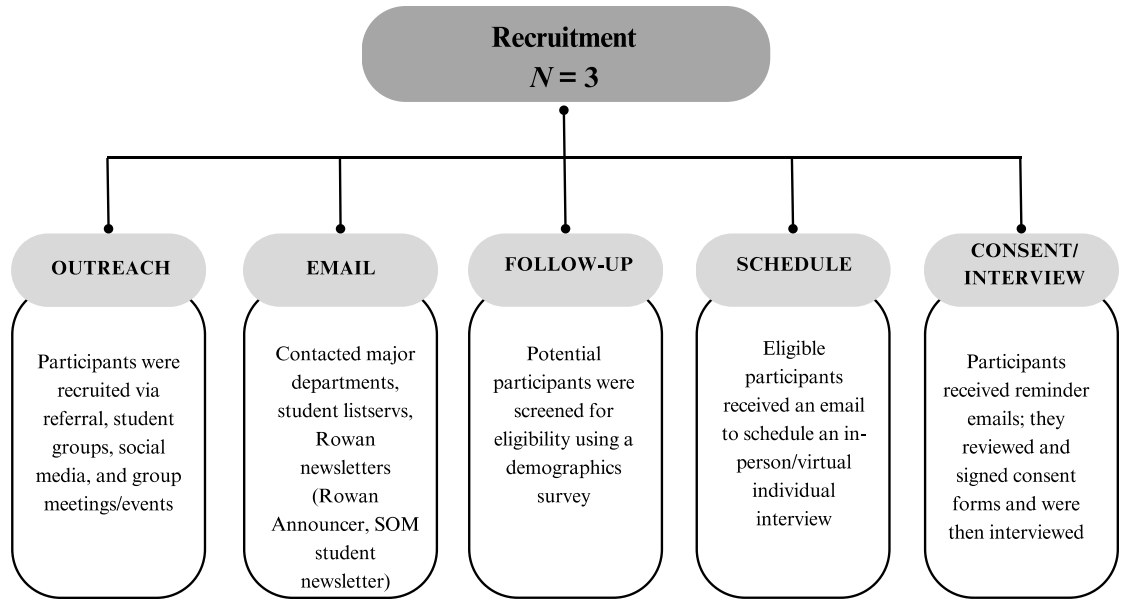 Recruitment
N = 3
OUTREACH
Participants were
recruited via
referral, student
groups, social
media, and group
meetings/events
EMAIL
Contacted major
departments,
student listservs,
Rowan
newsletters
(Rowan
Announcer, SOM
student
newsletter)
FOLLOW-UP
Potential
participants were
screened for
eligibility using a
demographics
survey
SCHEDULE
Eligible
participants
received an email
to schedule an in-
person/virtual
individual
interview
CONSENT/
INTERVIEW
Participants
received reminder
emails; they
reviewed and
signed consent
forms and were
then interviewed